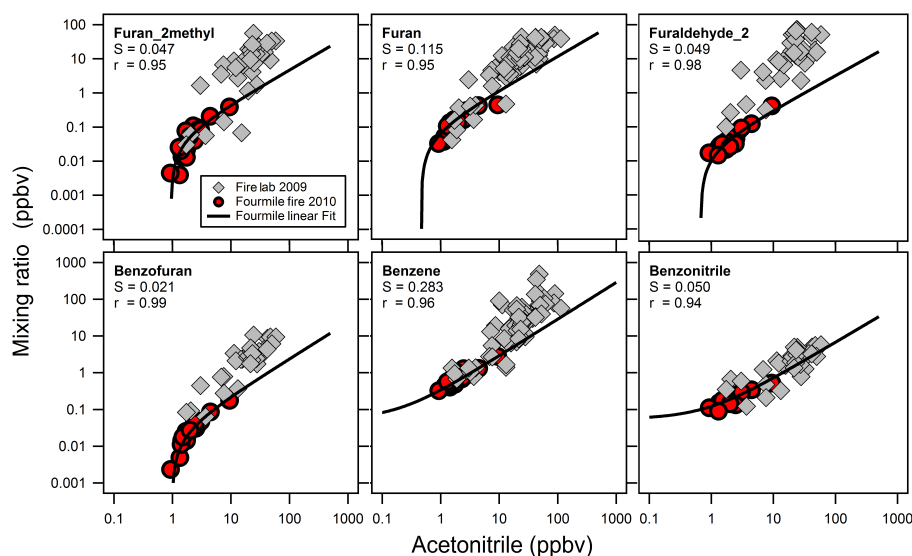 Furan_2methyl
S = 0.047
r = 0.95
Furan
S = 0.115
r = 0.95
Furaldehyde_2
S = 0.049
r = 0.98
100
10
1
0.1
0.01
0.001
0.0001
Fire lab 2009
Fourmile fire 2010
Fourmile linear Fit
Mixing ratio (ppbv)
Benzofuran
S = 0.021
r = 0.99
Benzene
S = 0.283
r = 0.96
Benzonitrile
S = 0.050
r = 0.94
1000
100
10
1
0.1
0.01
0.001
0.1 1 10 100 1000
0.1 1 10 100 1000
0.1 1 10 100 1000
Acetonitrile (ppbv)